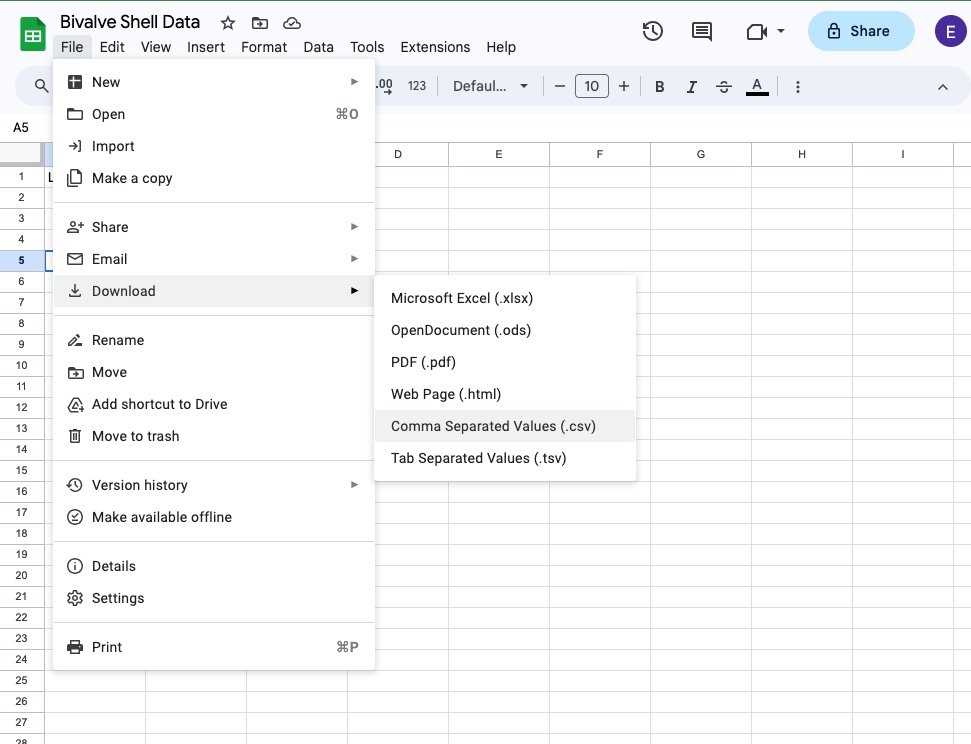 Bivalve Shell Data
File Edit View Insert Format Data Tools Extensions Help
Share
E
.00 123 Defaul... 10 B I A
A5
D E F G H I
New
Open ⌘O
Import
Make a copy
Share
Email
Download
Rename
Move
Add shortcut to Drive
Move to trash
Version history
Make available offline
Details
Settings
Print ⌘P
Microsoft Excel (.xlsx)
OpenDocument (.ods)
PDF (.pdf)
Web Page (.html)
Comma Separated Values (.csv)
Tab Separated Values (.tsv)
1
2
3
4
5
6
7
8
9
10
11
12
13
14
15
16
17
18
19
20
21
22
23
24
25
26
27
28